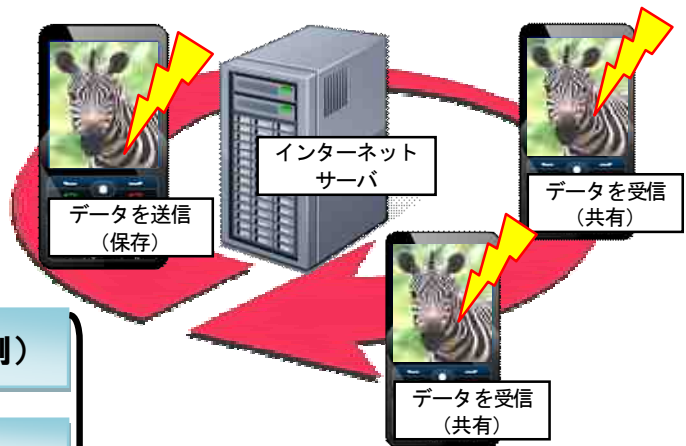 インターネット
サーバ
データを送信
（保存）
データを受信
（共有）
データを受信
（共有）
）